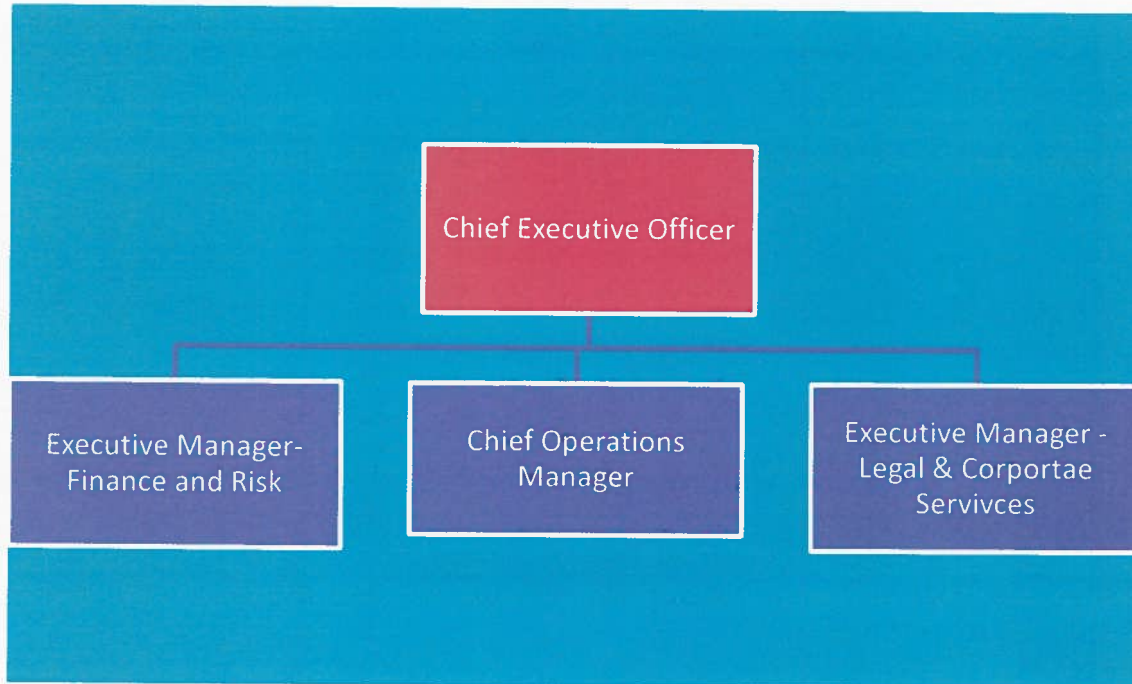 Chief Executive Officer
Executive Manager-
Finance and Risk
Chief Operations
Manager
Executive Manager -
Legal & Corportae
Servivces